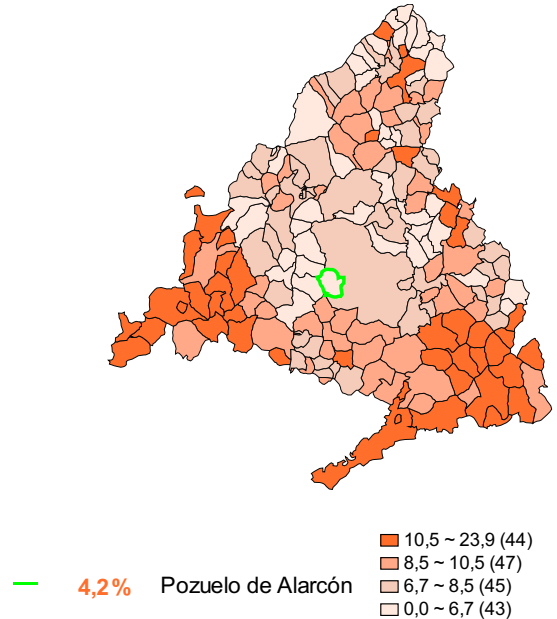 10,5 ~ 23,9 (44)
8,5 ~ 10,5 (47)
4,2% Pozuelo de Alarcón
6,7 ~ 8,5 (45)
0,0 ~ 6,7 (43)